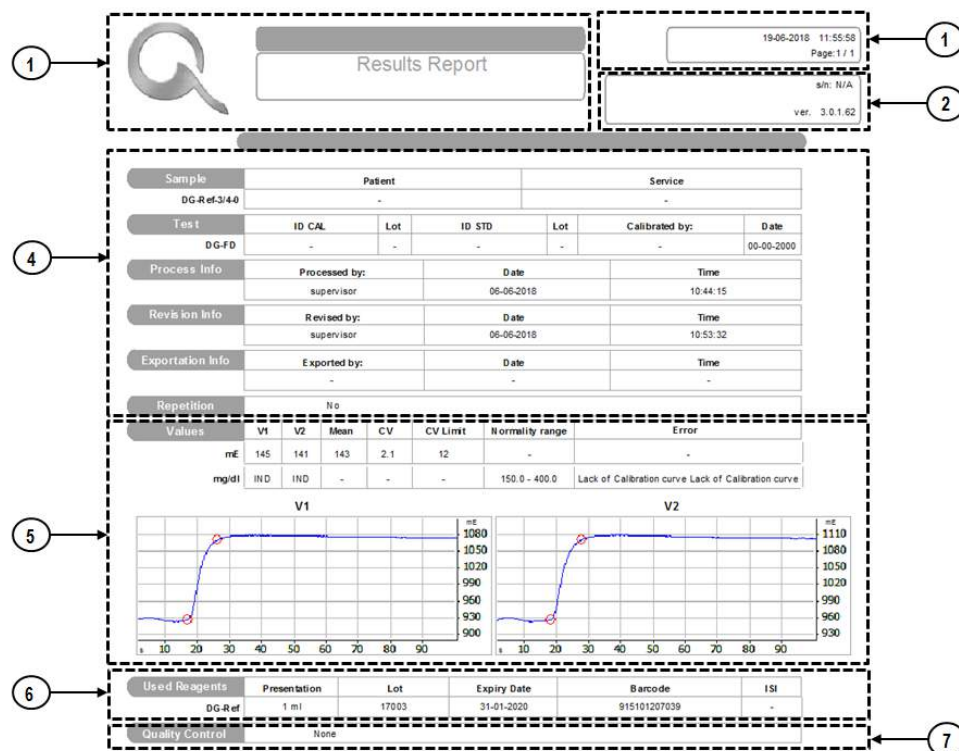 1
Results Report
19-06-2018 11:55:58
Page:1 / 1
1
s/n: N/A
ver. 3.0.1.62
2
4
Sample Patient Service
DG-Ref-3/4-0 - -
Test ID CAL Lot ID STD Lot Calibrated by: Date
DG-FD - - - - - 00-00-2000
Process Info Processed by: Date Time
supervisor 06-06-2018 10:44:15
Revision Info Revised by: Date Time
supervisor 06-06-2018 10:53:32
Exportation Info Exported by: Date Time
- - -
Repetition No
5
Values V1 V2 Mean CV CV Limit Normality range Error
mE 145 141 143 2.1 12 - -
mg/dl IND IND - - - 150.0 - 400.0 Lack of Calibration curve Lack of Calibration curve
V1
mE
1080
1050
1020
990
960
930
900
s 10 20 30 40 50 60 70 80 90
V2
mE
1110
1080
1050
1020
990
960
930
s 10 20 30 40 50 60 70 80 90
6
Used Reagents Presentation Lot Expiry Date Barcode ISI
DG-Ref 1 ml 17003 31-01-2020 915101207039 -
Quality Control None
7